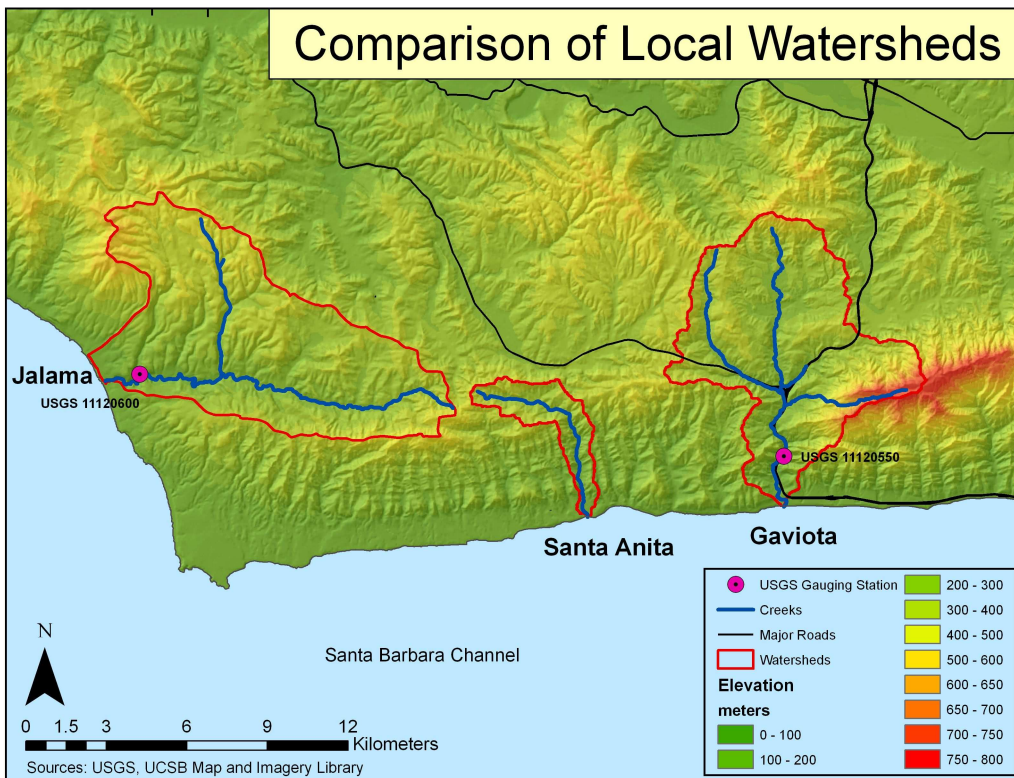 Comparison of Local Watersheds
Jalama
USGS 11120600
USGS 11120550
Santa Anita
Gaviota
Santa Barbara Channel
N
0 1.5 3 6 9 12
Kilometers
Sources: USGS, UCSB Map and Imagery Library
USGS Gauging Station
Creeks
Major Roads
Watersheds
Elevation
meters
0 - 100
100 - 200
200 - 300
300 - 400
400 - 500
500 - 600
600 - 650
650 - 700
700 - 750
750 - 800